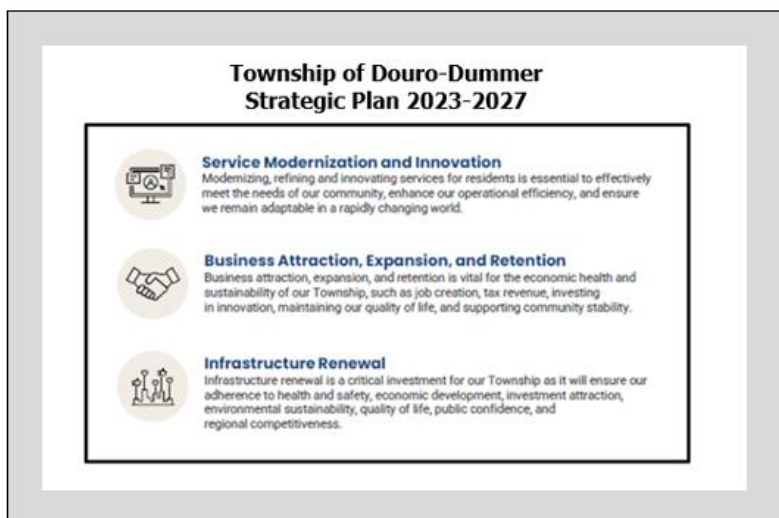 Township of Douro-Dummer
Strategic Plan 2023-2027
Service Modernization and Innovation
Modernizing, refining and innovating services for residents is essential to effectively
meet the needs of our community, enhance our operational efficiency, and ensure
we remain adaptable in a rapidly changing world.
Business Attraction, Expansion, and Retention
Business attraction, expansion, and retention is vital for the economic health and
sustainability of our Township, such as job creation, tax revenue, investing
in innovation, maintaining our quality of life, and supporting community stability.
Infrastructure Renewal
Infrastructure renewal is a critical investment for our Township as it will ensure our
adherence to health and safety, economic development, investment attraction,
environmental sustainability, quality of life, public confidence, and
regional competitiveness.